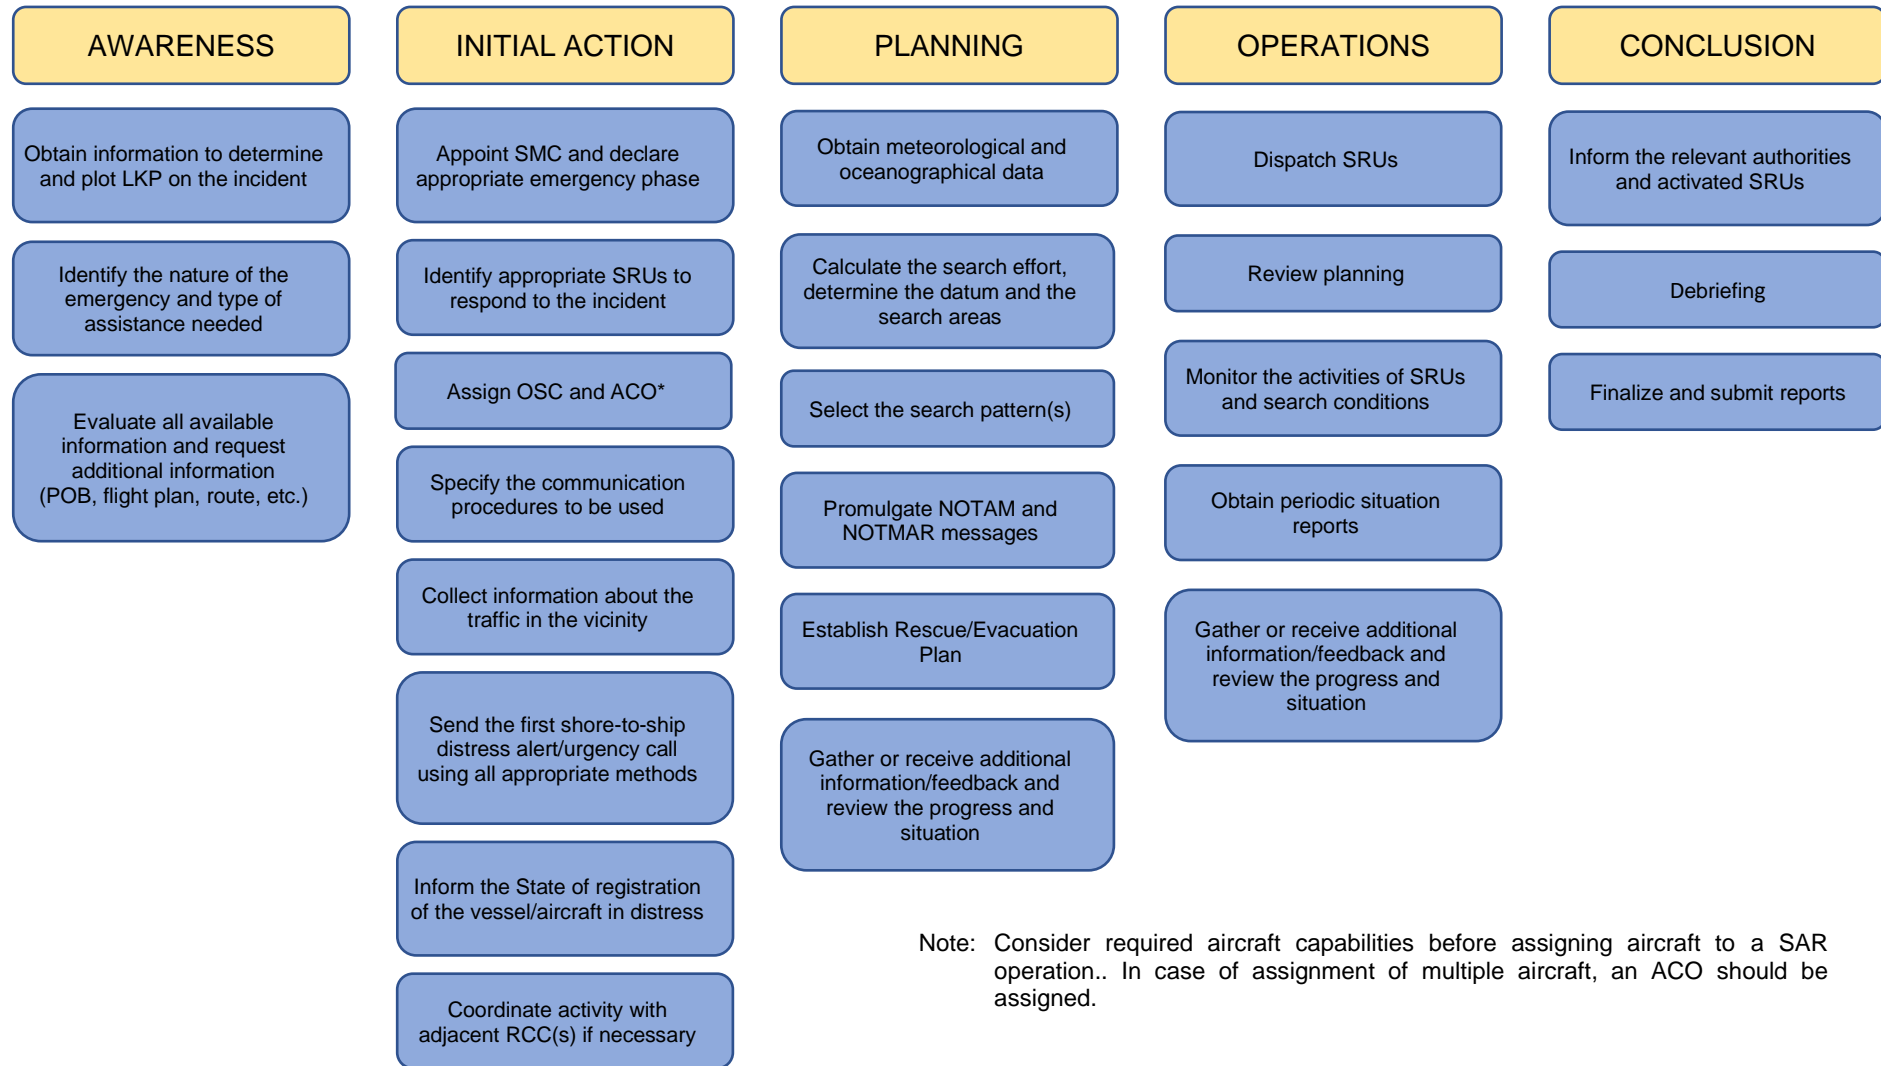 AWARENESS
Obtain information to determine
and plot LKP on the incident
Identify the nature of the
emergency and type of
assistance needed
Evaluate all available
information and request
additional information
(POB, flight plan, route, etc.)
INITIAL ACTION
Appoint SMC and declare
appropriate emergency phase
Identify appropriate SRUs to
respond to the incident
Assign OSC and ACO*
Specify the communication
procedures to be used
Collect information about the
traffic in the vicinity
Send the first shore-to-ship
distress alert/urgency call
using all appropriate methods
Inform the State of registration
of the vessel/aircraft in distress
Coordinate activity with
adjacent RCC(s) if necessary
PLANNING
Obtain meteorological and
oceanographical data
Calculate the search effort,
determine the datum and the
search areas
Select the search pattern(s)
Promulgate NOTAM and
NOTMAR messages
Establish Rescue/Evacuation
Plan
Gather or receive additional
information/feedback and
review the progress and
situation
OPERATIONS
Dispatch SRUs
Review planning
Monitor the activities of SRUs
and search conditions
Obtain periodic situation
reports
Gather or receive additional
information/feedback and
review the progress and
situation
CONCLUSION
Inform the relevant authorities
and activated SRUs
Debriefing
Finalize and submit reports
Note: Consider required aircraft capabilities before assigning aircraft to a SAR
operation.. In case of assignment of multiple aircraft, an ACO should be
assigned.